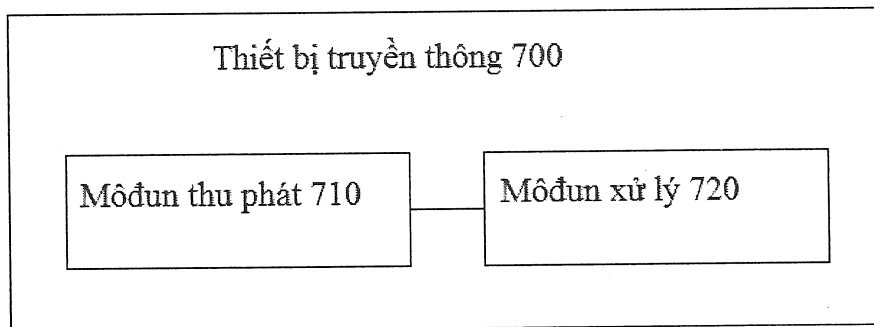 Thiết bị truyền thông 700
Môđun thu phát 710
Môđun xử lý 720